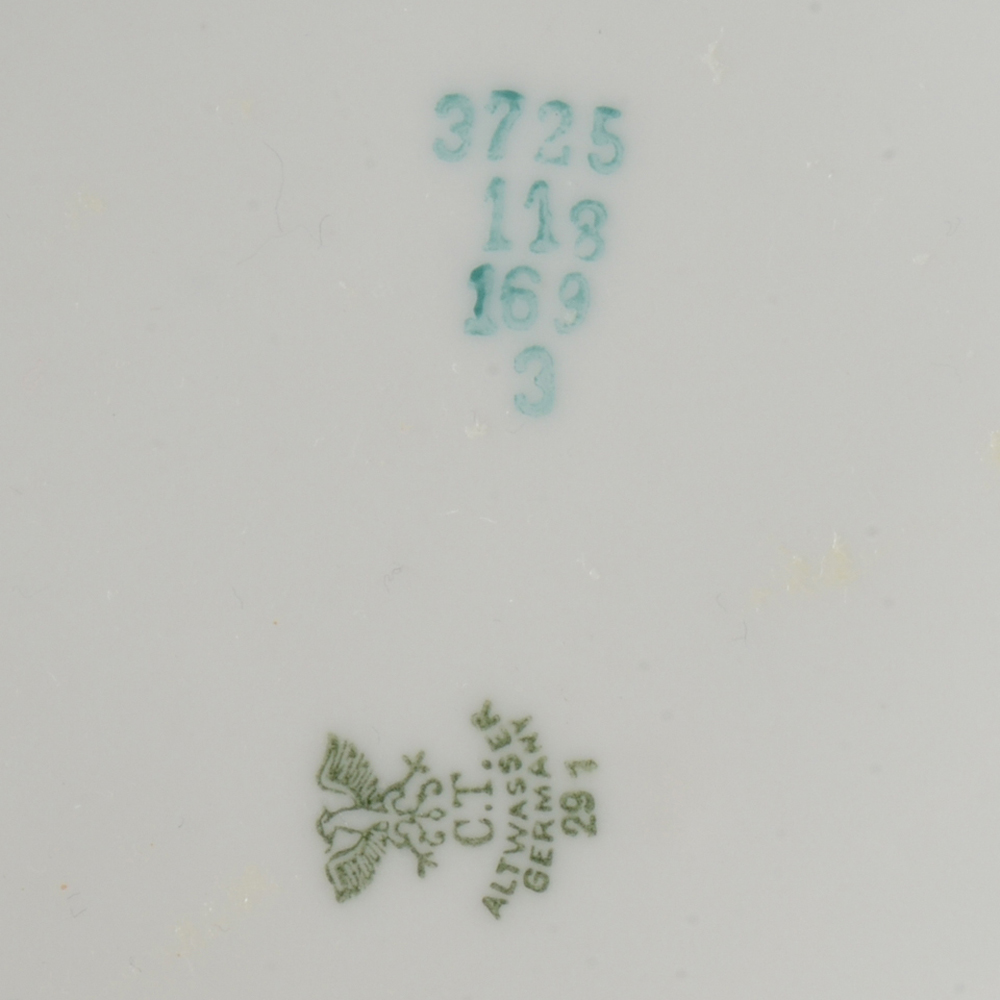 3725
118
169
3
C.T.
ALTWASSER
GERMANY
29 1